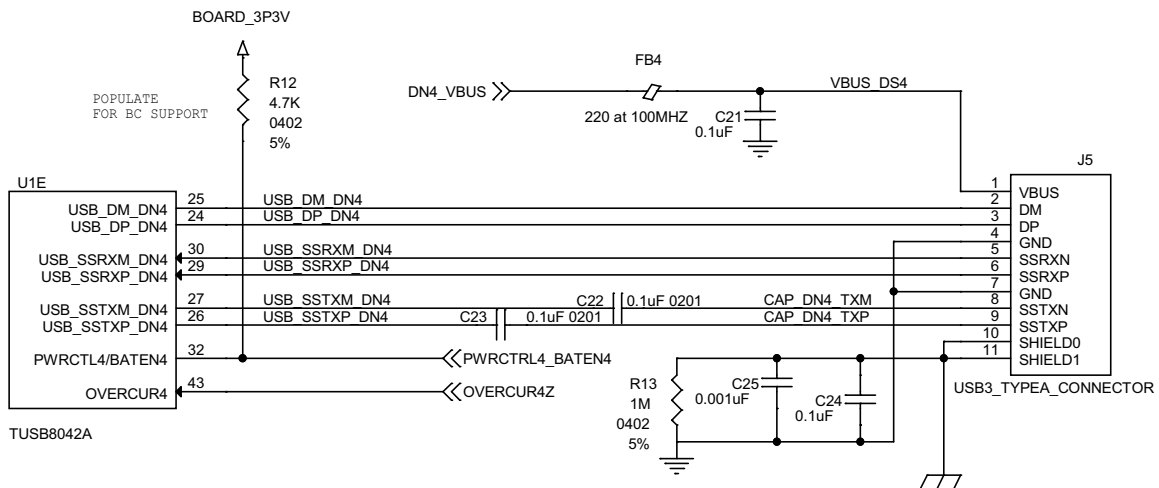 BOARD_3P3V
POPULATE
FOR BC SUPPORT
R12
4.7K
0402
5%
DN4_VBUS
FB4
220 at 100MHZ
VBUS_DS4
C21
0.1uF
U1E
USB_DM_DN4 25 USB_DM_DN4
USB_DP_DN4 24 USB_DP_DN4
USB_SSRXM_DN4 30 USB_SSRXM_DN4
USB_SSRXP_DN4 29 USB_SSRXP_DN4
USB_SSTXM_DN4 27 USB_SSTXM_DN4
USB_SSTXP_DN4 26 USB_SSTXP_DN4
PWRCTL4/BATEN4 32 PWRCTRL4_BATEN4
OVERCUR4 43 OVERCUR4Z
TUSB8042A
C22 0.1uF 0201 CAP_DN4_TXM
C23 0.1uF 0201 CAP_DN4_TXP
J5
1 VBUS
2 DM
3 DP
4 GND
5 SSRXN
6 SSRXP
7 GND
8 SSTXN
9 SSTXP
10 SHIELD0
11 SHIELD1
USB3_TYPEA_CONNECTOR
R13
1M
0402
5%
C25
0.001uF
C24
0.1uF